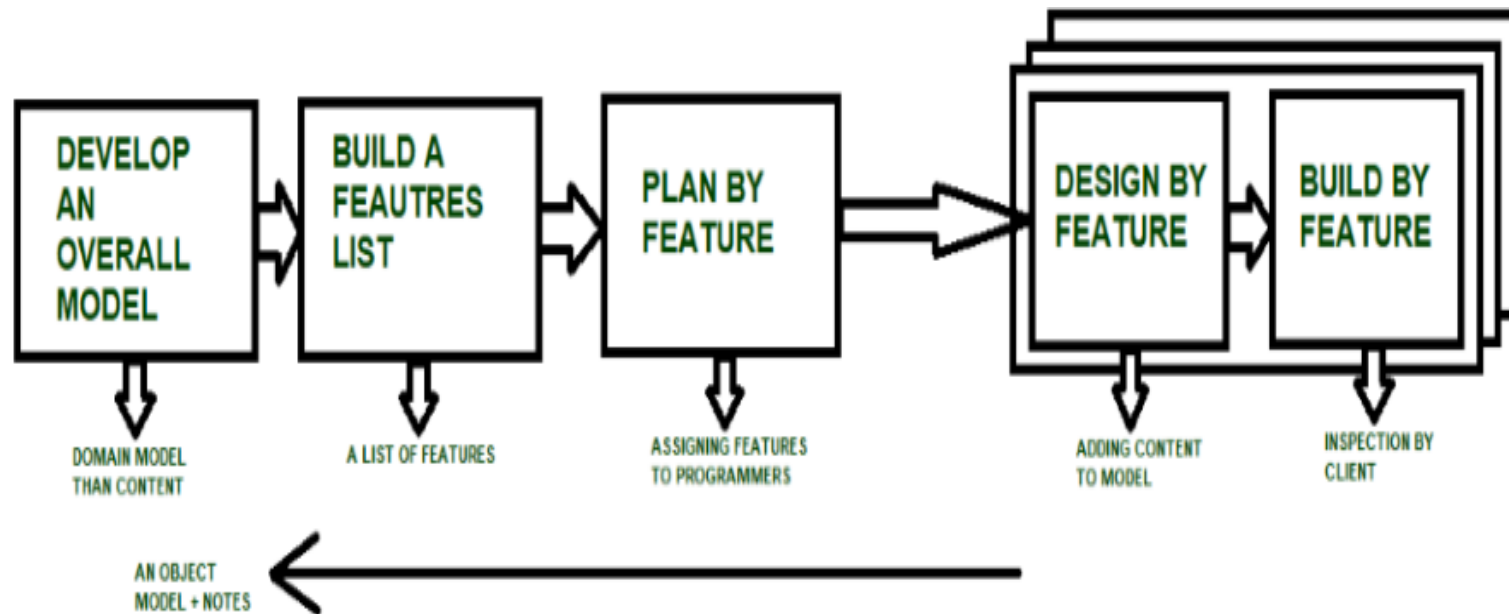 DEVELOP
AN
OVERALL
MODEL
BUILD A
FEAUTRES
LIST
PLAN BY
FEATURE
DESIGN BY
FEATURE
BUILD BY
FEATURE
DOMAIN MODEL
THAN CONTENT
A LIST OF FEATURES
ASSIGNING FEATURES
TO PROGRAMMERS
ADDING CONTENT
TO MODEL
INSPECTION BY
CLIENT
AN OBJECT
MODEL + NOTES